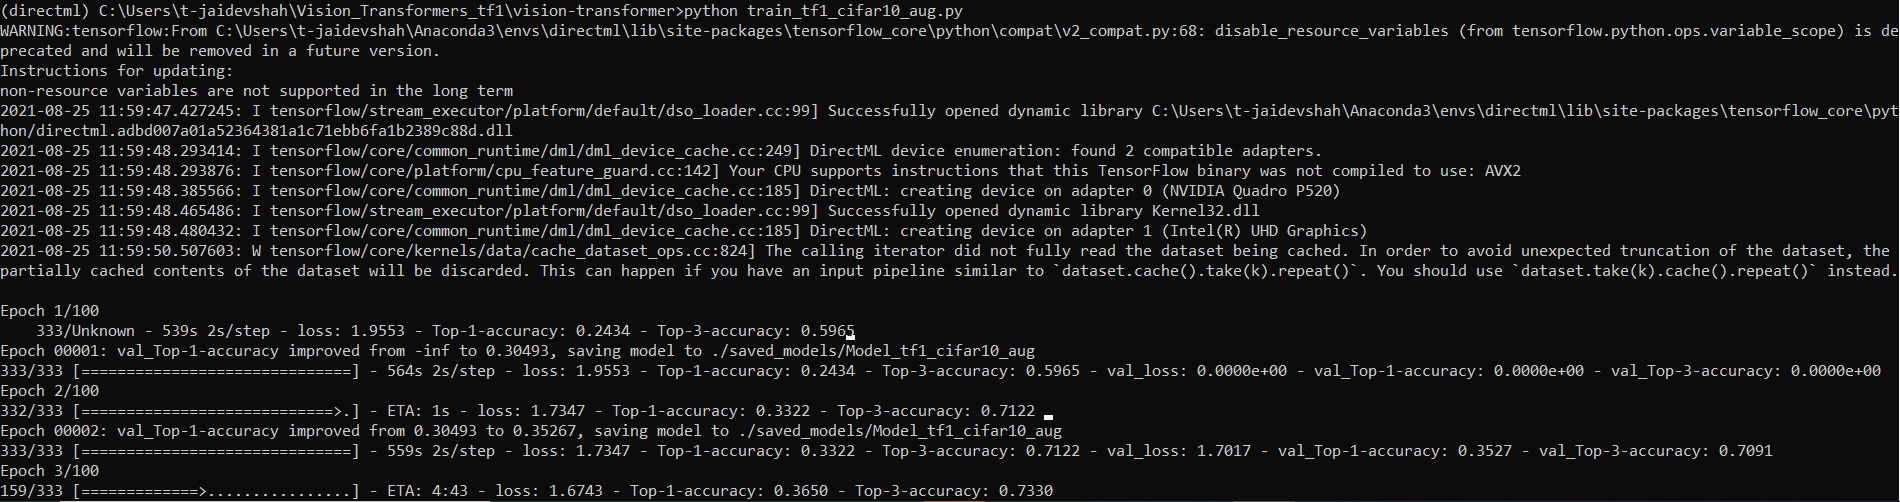 (directml) C:\Users\t-jaidevshah\Vision_Transformers_tf1\vision-transformer>python train_tf1_cifar10_aug.py
WARNING:tensorflow:From C:\Users\t-jaidevshah\Anaconda3\envs\directml\lib\site-packages\tensorflow_core\python\compat\v2_compat.py:68: disable_resource_variables (from tensorflow.python.ops.variable_scope) is de
precated and will be removed in a future version.
Instructions for updating:
non-resource variables are not supported in the long term
2021-08-25 11:59:47.427245: I tensorflow/stream_executor/platform/default/dso_loader.cc:99] Successfully opened dynamic library C:\Users\t-jaidevshah\Anaconda3\envs\directml\lib\site-packages\tensorflow_core\pyt
hon/directml.adbd007a01a52364381a1c71ebb6fa1b2389c88d.dll
2021-08-25 11:59:48.293414: I tensorflow/core/common_runtime/dml/dml_device_cache.cc:249] DirectML device enumeration: found 2 compatible adapters.
2021-08-25 11:59:48.293876: I tensorflow/core/platform/cpu_feature_guard.cc:142] Your CPU supports instructions that this TensorFlow binary was not compiled to use: AVX2
2021-08-25 11:59:48.385566: I tensorflow/core/common_runtime/dml/dml_device_cache.cc:185] DirectML: creating device on adapter 0 (NVIDIA Quadro P520)
2021-08-25 11:59:48.465486: I tensorflow/stream_executor/platform/default/dso_loader.cc:99] Successfully opened dynamic library Kernel32.dll
2021-08-25 11:59:48.480432: I tensorflow/core/common_runtime/dml/dml_device_cache.cc:185] DirectML: creating device on adapter 1 (Intel(R) UHD Graphics)
2021-08-25 11:59:50.507603: W tensorflow/core/kernels/data/cache_dataset_ops.cc:824] The calling iterator did not fully read the dataset being cached. In order to avoid unexpected truncation of the dataset, the
partially cached contents of the dataset will be discarded. This can happen if you have an input pipeline similar to `dataset.cache().take(k).repeat()`. You should use `dataset.take(k).cache().repeat()` instead.
Epoch 1/100
333/Unknown - 539s 2s/step - loss: 1.9553 - Top-1-accuracy: 0.2434 - Top-3-accuracy: 0.5965
Epoch 00001: val_Top-1-accuracy improved from -inf to 0.30493, saving model to ./saved_models/Model_tf1_cifar10_aug
333/333 [==============================] - 564s 2s/step - loss: 1.9553 - Top-1-accuracy: 0.2434 - Top-3-accuracy: 0.5965 - val_loss: 0.0000e+00 - val_Top-1-accuracy: 0.0000e+00 - val_Top-3-accuracy: 0.0000e+00
Epoch 2/100
332/333 [============================>.] - ETA: 1s - loss: 1.7347 - Top-1-accuracy: 0.3322 - Top-3-accuracy: 0.7122
Epoch 00002: val_Top-1-accuracy improved from 0.30493 to 0.35267, saving model to ./saved_models/Model_tf1_cifar10_aug
333/333 [==============================] - 559s 2s/step - loss: 1.7347 - Top-1-accuracy: 0.3322 - Top-3-accuracy: 0.7122 - val_loss: 1.7017 - val_Top-1-accuracy: 0.3527 - val_Top-3-accuracy: 0.7091
Epoch 3/100
159/333 [=============>................] - ETA: 4:43 - loss: 1.6743 - Top-1-accuracy: 0.3650 - Top-3-accuracy: 0.7330